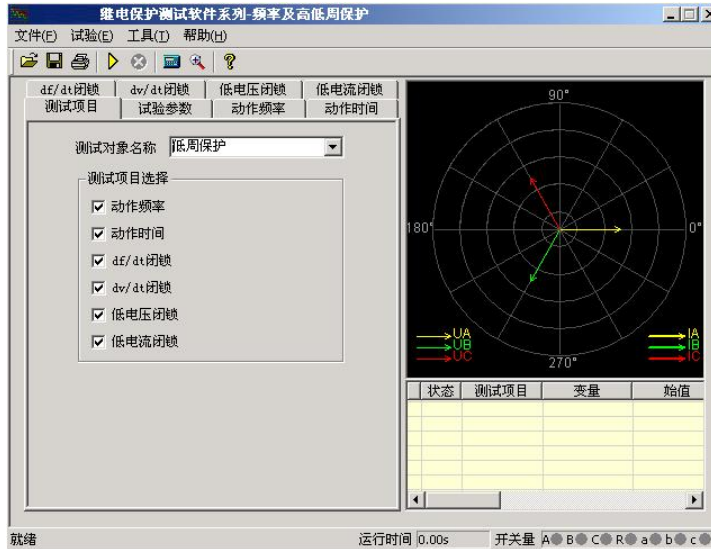 继电保护测试软件系列-频率及高低周保护
文件(F) 试验(E) 工具(T) 帮助(H)
df/dt闭锁 dv/dt闭锁 低电压闭锁 低电流闭锁
测试项目 试验参数 动作频率 动作时间
测试对象名称 低周保护
测试项目选择
动作频率
动作时间
df/dt闭锁
dv/dt闭锁
低电压闭锁
低电流闭锁
90°
180° 0°
270°
UA IA
UB IB
UC IC
状态 测试项目 变量 始值
就绪 运行时间 0.00s 开关量 A B C R a b c